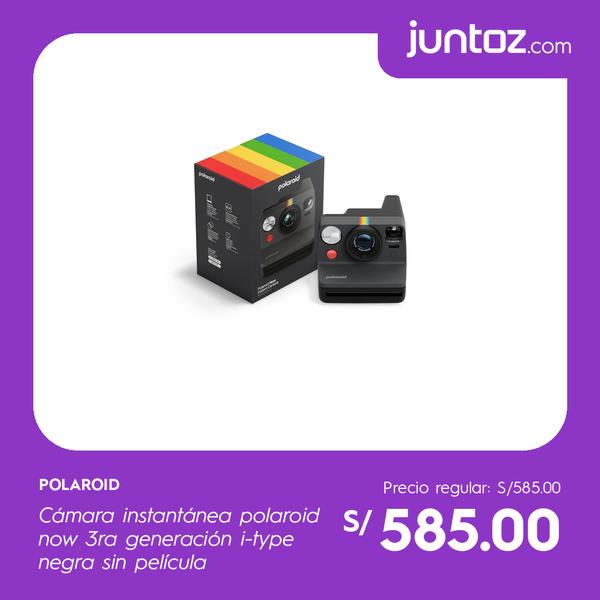 juntoz.com
polaroid
polaroid
polaroid
POLAROID
Cámara instantánea polaroid
now 3ra generación i-type
negra sin película
Precio regular: S/585.00
S/ 585.00